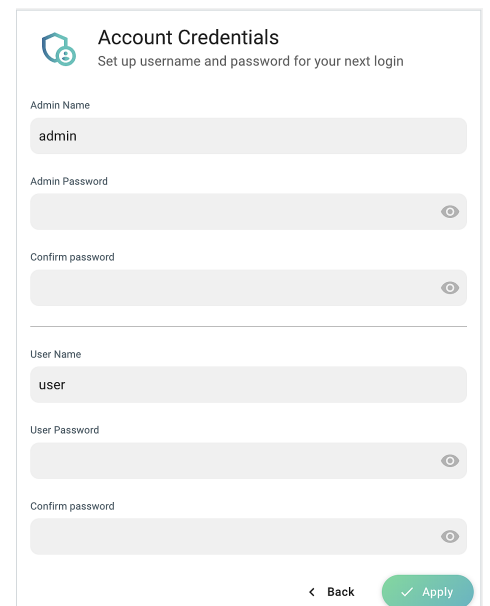 Account Credentials
Set up username and password for your next login
Admin Name
admin
Admin Password
Confirm password
User Name
user
User Password
Confirm password
Back
Apply